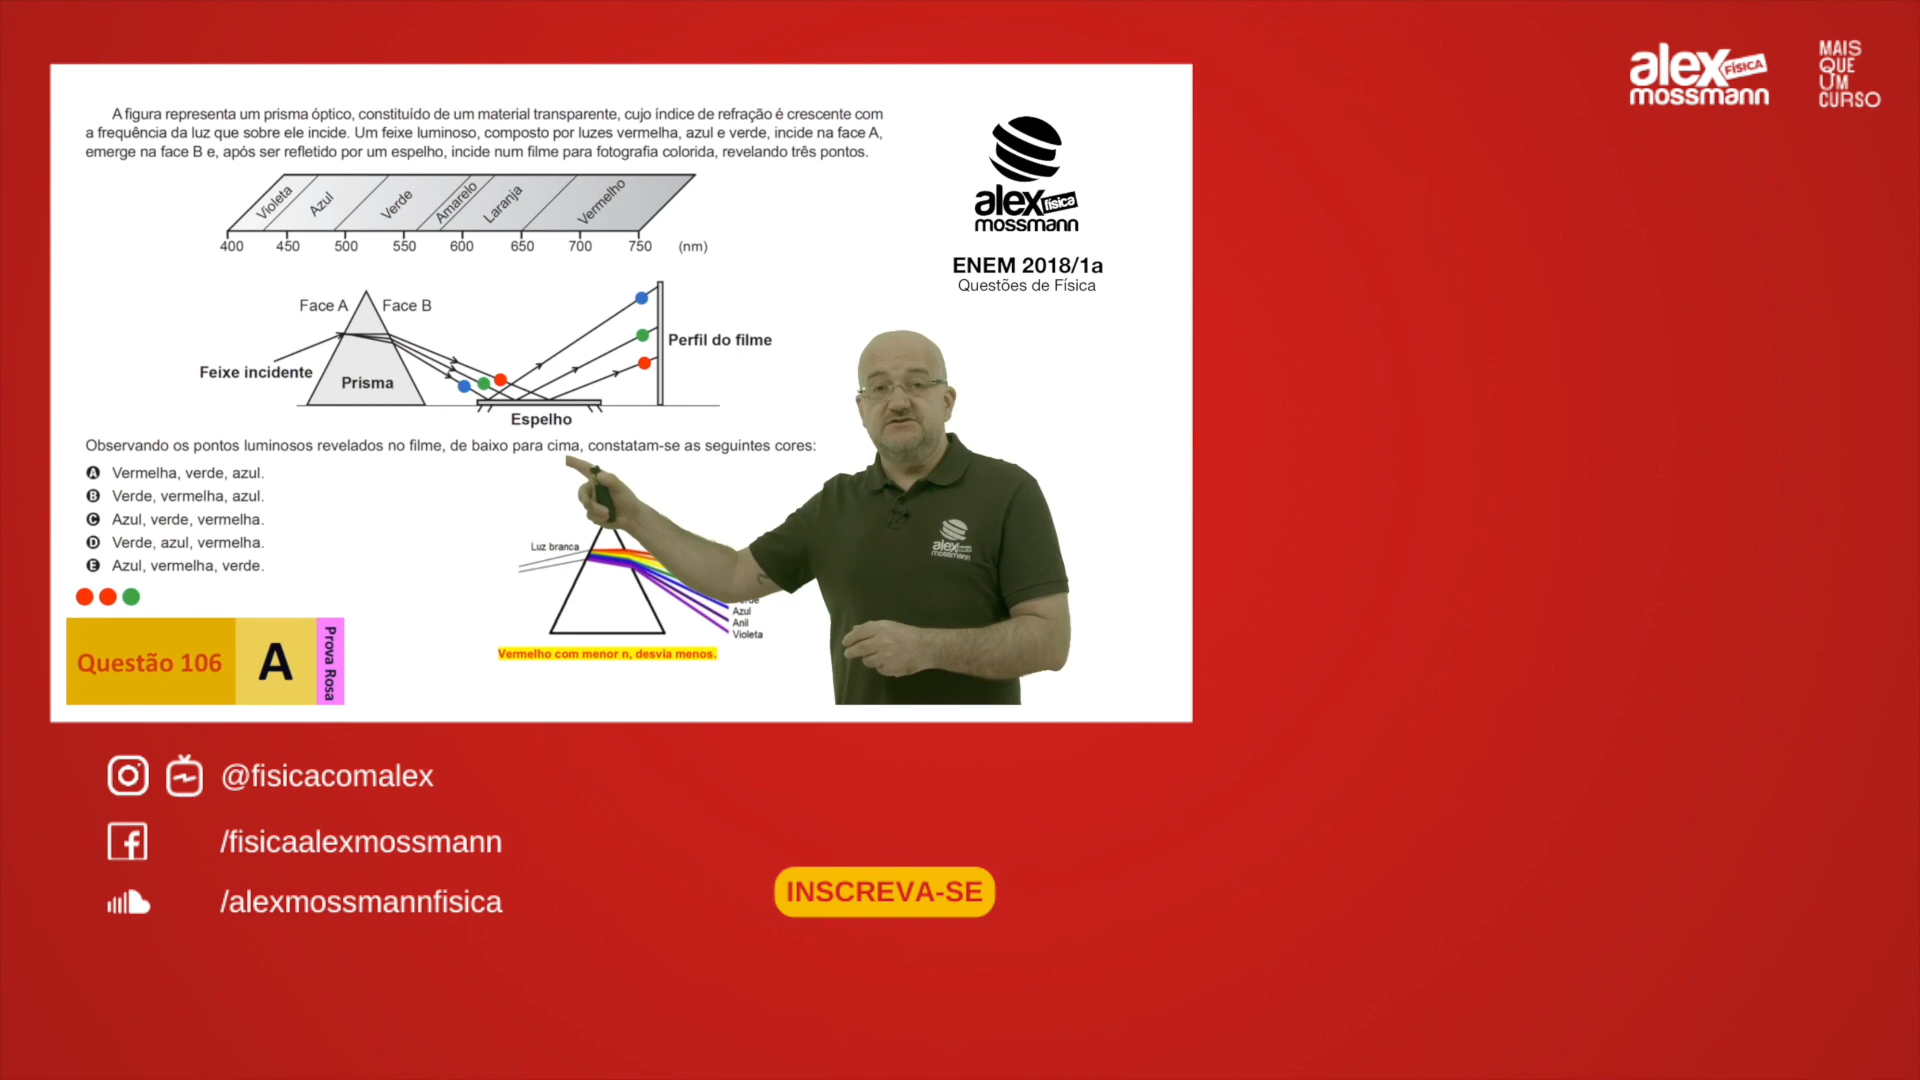 alex FÍSICA
mossmann
MAIS
QUE
UM
CURSO
A figura representa um prisma óptico, constituído de um material transparente, cujo índice de refração é crescente com
a frequência da luz que sobre ele incide. Um feixe luminoso, composto por luzes vermelha, azul e verde, incide na face A,
emerge na face B e, após ser refletido por um espelho, incide num filme para fotografia colorida, revelando três pontos.
Violeta Azul Verde Amarelo Laranja Vermelho
400 450 500 550 600 650 700 750 (nm)
alex física
mossmann
ENEM 2018/1a
Questões de Física
Face A Face B
Perfil do filme
Feixe incidente
Prisma
Espelho
Observando os pontos luminosos revelados no filme, de baixo para cima, constatam-se as seguintes cores:
A Vermelha, verde, azul.
B Verde, vermelha, azul.
C Azul, verde, vermelha.
D Verde, azul, vermelha.
E Azul, vermelha, verde.
Luz branca
Azul
Anil
Violeta
Vermelho com menor n, desvia menos.
Questão 106
A
Prova Rosa
alex
mossmann
@fisicacomalex
/fisicaalexmossmann
/alexmossmannfisica
INSCREVA-SE